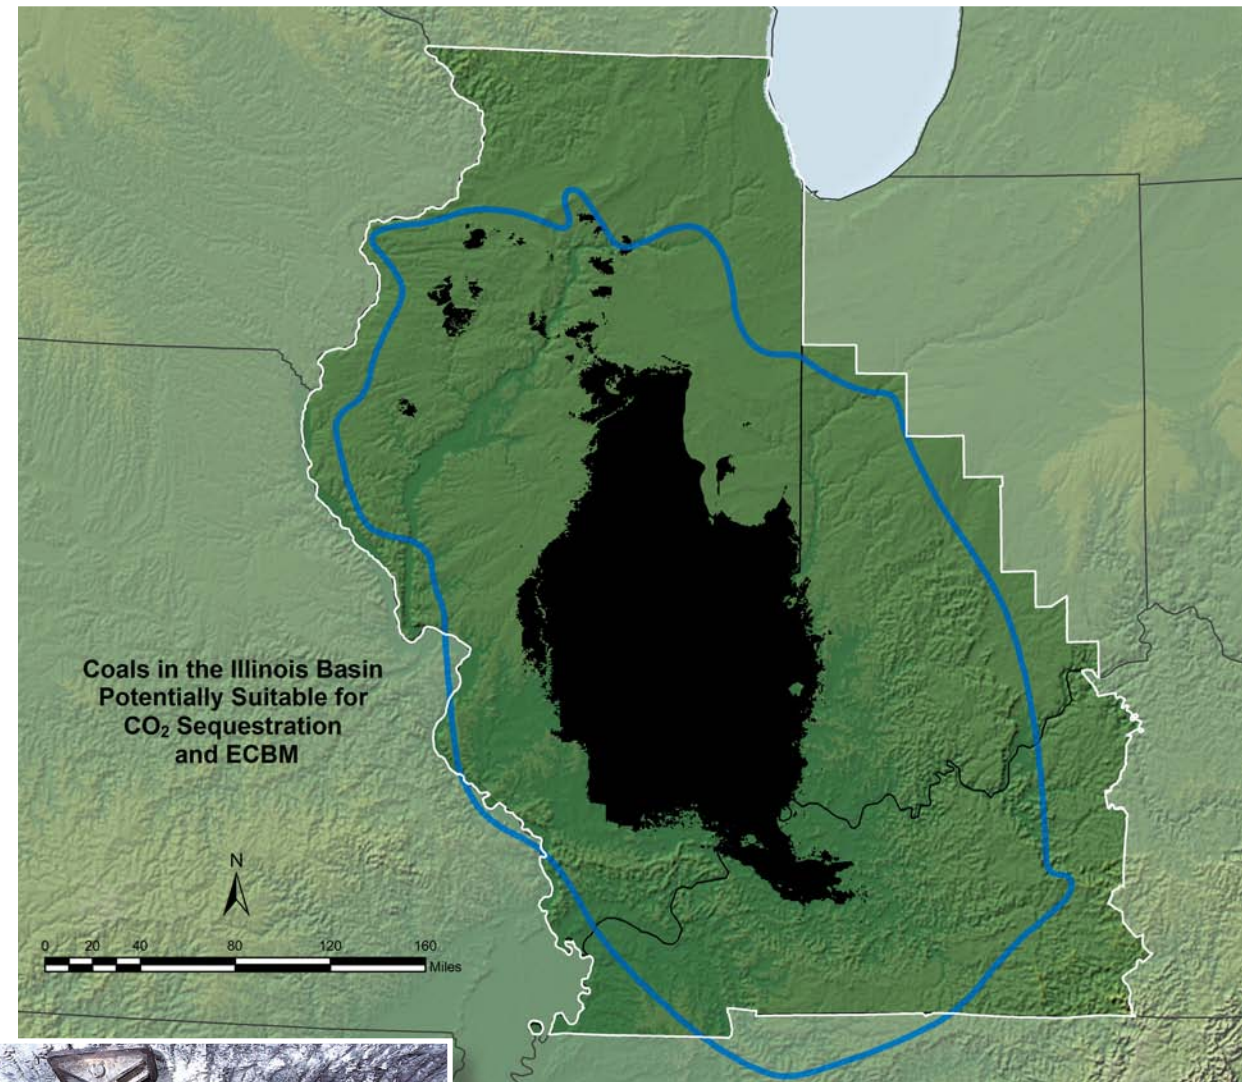 Coals in the Illinois Basin
Potentially Suitable for
CO₂ Sequestration
and ECBM
N
0 20 40 80 120 160
Miles